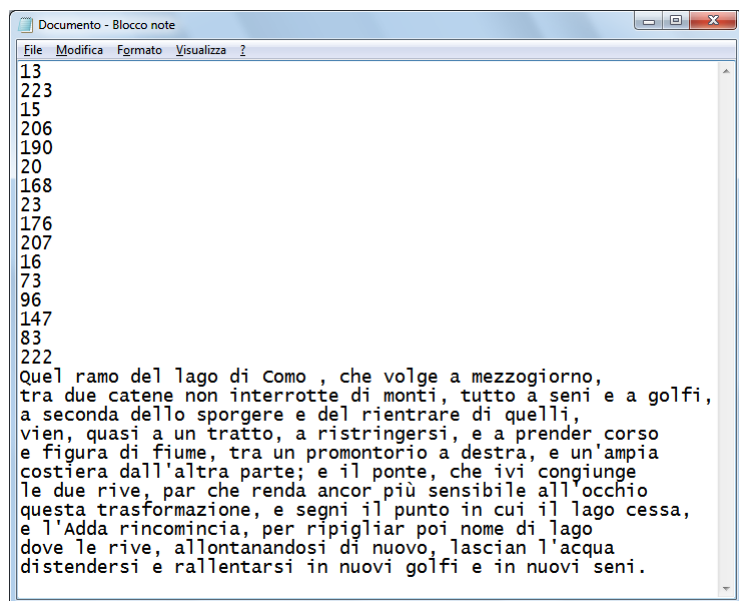 Documento - Blocco note
File Modifica Formato Visualizza ?
13
223
15
206
190
20
168
23
176
207
16
73
96
147
83
222
Quel ramo del lago di Como , che volge a mezzogiorno,
tra due catene non interrotte di monti, tutto a seni e a golfi,
a seconda dello sporgere e del rientrare di quelli,
vien, quasi a un tratto, a ristringersi, e a prender corso
e figura di fiume, tra un promontorio a destra, e un'ampia
costiera dall'altra parte; e il ponte, che ivi congiunge
le due rive, par che renda ancor più sensibile all'occhio
questa trasformazione, e segni il punto in cui il lago cessa,
e l'Adda rincomincia, per ripigliar poi nome di lago
dove le rive, allontanandosi di nuovo, lascian l'acqua
distendersi e rallentarsi in nuovi golfi e in nuovi seni.